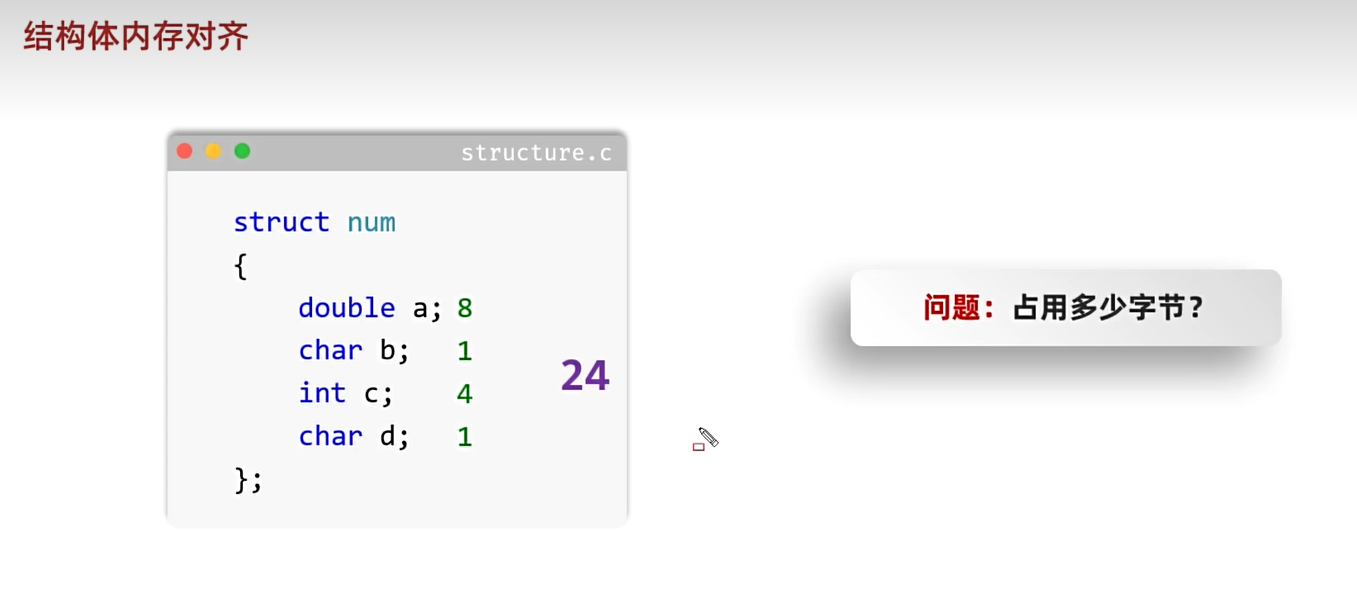 结构体内存对齐
structure.c
struct num
{
double a; 8
char b; 1
int c; 4
char d; 1
};
24
问题：占用多少字节？